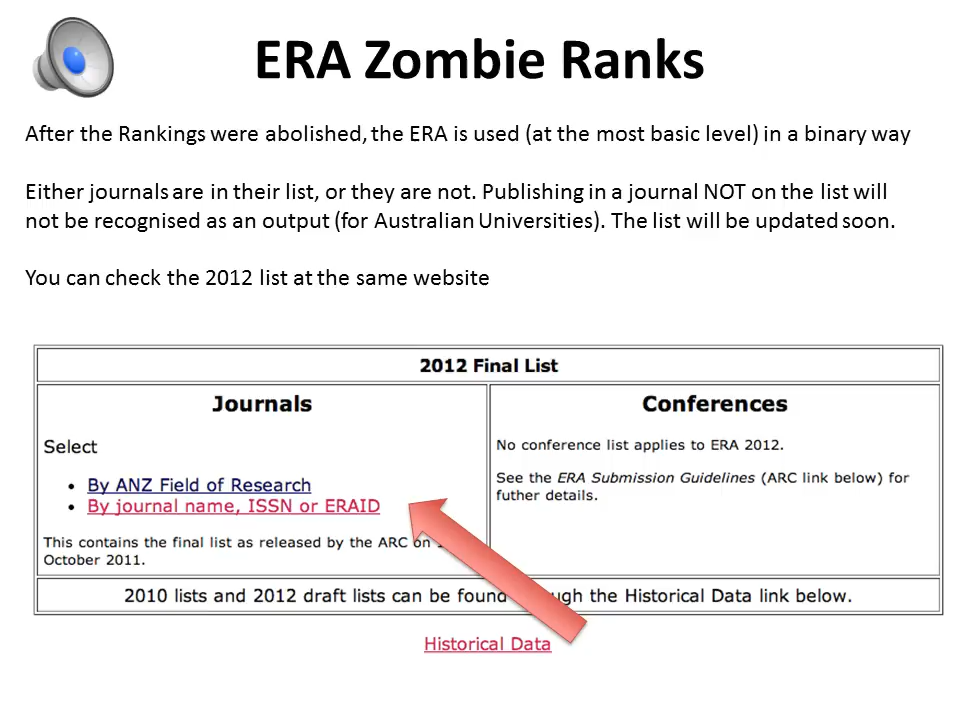 ERA Zombie Ranks
After the Rankings were abolished, the ERA is used (at the most basic level) in a binary way
Either journals are in their list, or they are not. Publishing in a journal NOT on the list will
not be recognised as an output (for Australian Universities). The list will be updated soon.
You can check the 2012 list at the same website
2012 Final List
Journals
Select
• By ANZ Field of Research
• By journal name, ISSN or ERAID
This contains the final list as released by the ARC on
October 2011.
Conferences
No conference list applies to ERA 2012.
See the ERA Submission Guidelines (ARC link below) for
futher details.
2010 lists and 2012 draft lists can be found the Historical Data link below.
Historical Data